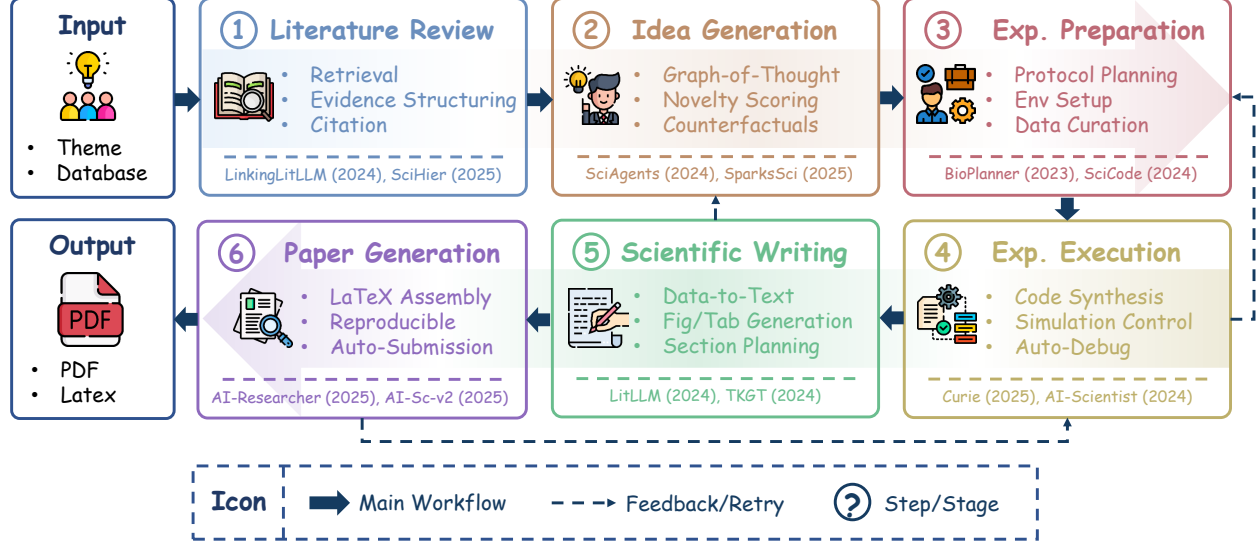 Input
• Theme
• Database
1 Literature Review
• Retrieval
• Evidence Structuring
• Citation
LinkingLitLLM (2024), SciHier (2025)
2 Idea Generation
• Graph-of-Thought
• Novelty Scoring
• Counterfactuals
SciAgents (2024), SparksSci (2025)
3 Exp. Preparation
• Protocol Planning
• Env Setup
• Data Curation
BioPlanner (2023), SciCode (2024)
Output
PDF
• PDF
• Latex
6 Paper Generation
• LaTeX Assembly
• Reproducible
• Auto-Submission
AI-Researcher (2025), AI-Sc-v2 (2025)
5 Scientific Writing
• Data-to-Text
• Fig/Tab Generation
• Section Planning
LitLLM (2024), TKGT (2024)
4 Exp. Execution
• Code Synthesis
• Simulation Control
• Auto-Debug
Curie (2025), AI-Scientist (2024)
Icon
Main Workflow
Feedback/Retry
? Step/Stage